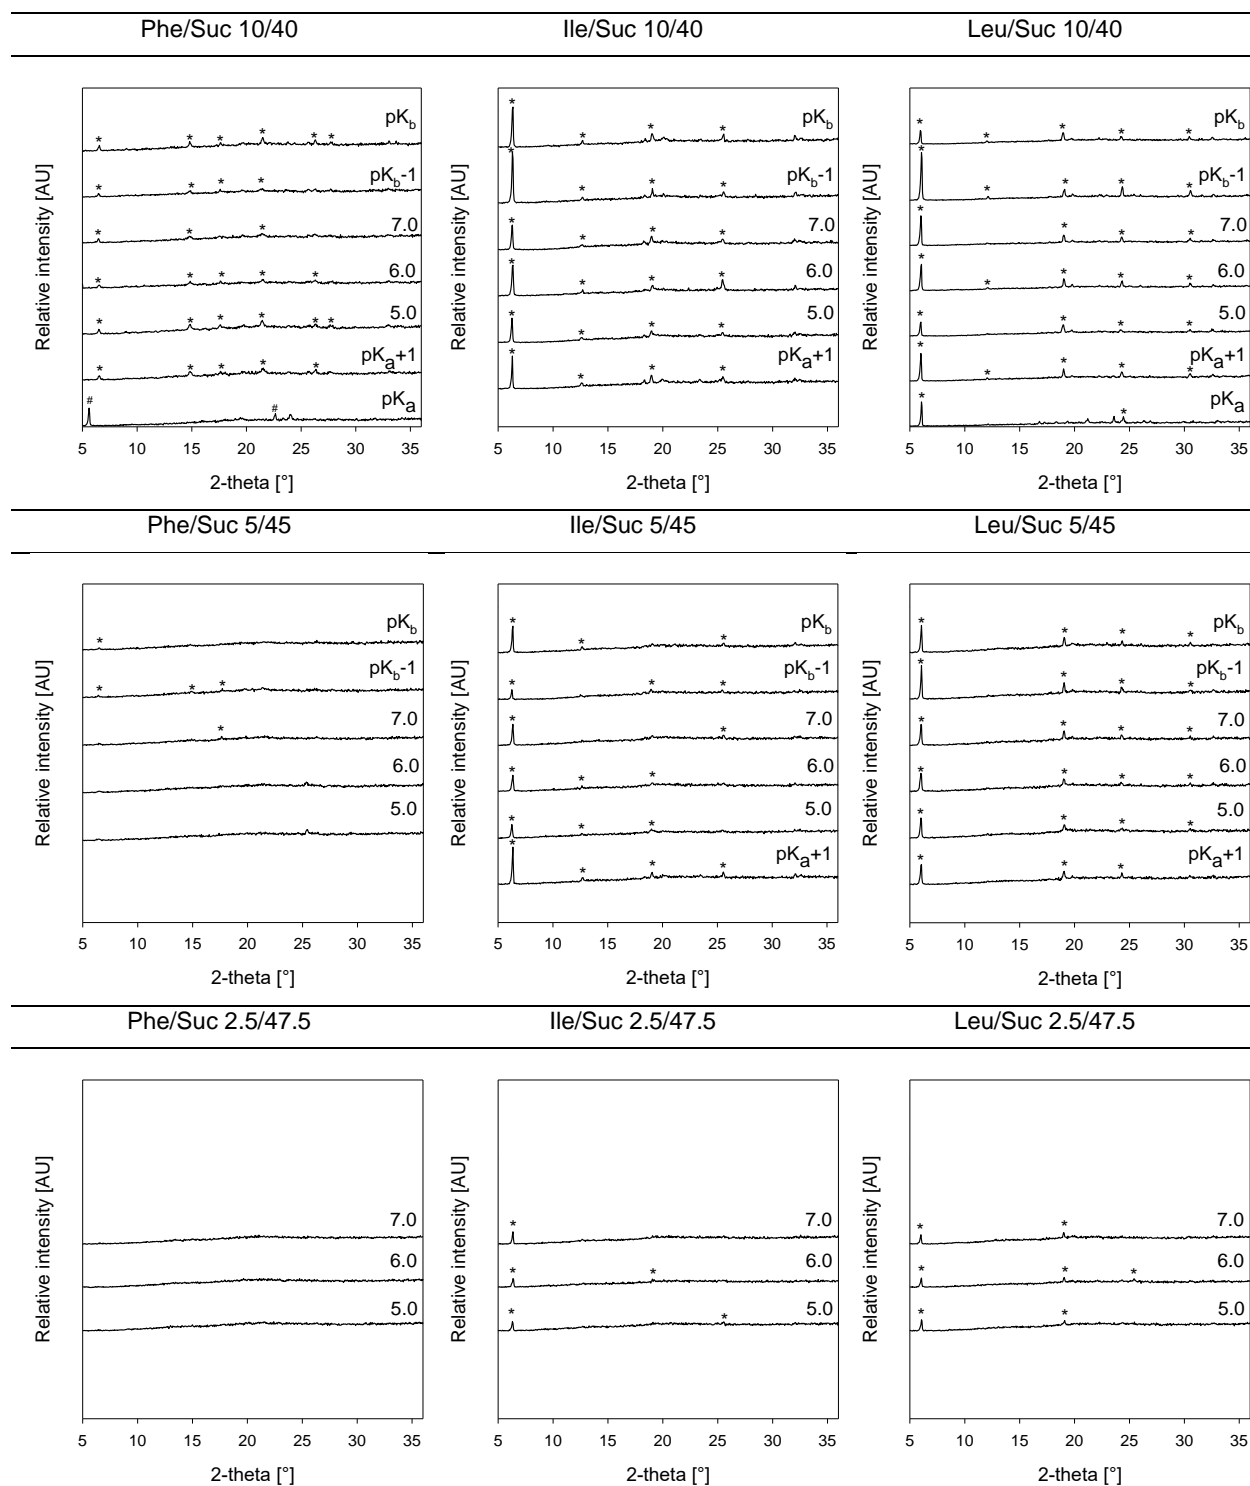 Phe/Suc 10/40 Ile/Suc 10/40 Leu/Suc 10/40
Relative intensity [AU]
* * * * * * pKb
* * * * pKb-1
* * * 7.0
* * * * * 6.0
* * * * * * 5.0
* * * * * pKa+1
# # pKa
5 10 15 20 25 30 35
2-theta [°]
Relative intensity [AU]
* * * * pKb
* * * * pKb-1
* * * * 7.0
* * * * 6.0
* * * * 5.0
* * * * pKa+1
5 10 15 20 25 30 35
2-theta [°]
Relative intensity [AU]
* * * * * pKb
* * * * * pKb-1
* * * * 7.0
* * * * * 6.0
* * * * 5.0
* * * * * pKa+1
* * pKa
5 10 15 20 25 30 35
2-theta [°]
Phe/Suc 5/45 Ile/Suc 5/45 Leu/Suc 5/45
Relative intensity [AU]
* pKb
* * * pKb-1
* 7.0
6.0
5.0
5 10 15 20 25 30 35
2-theta [°]
Relative intensity [AU]
* * * pKb
* * * pKb-1
* * 7.0
* * * 6.0
* * * 5.0
* * * * pKa+1
5 10 15 20 25 30 35
2-theta [°]
Relative intensity [AU]
* * * * pKb
* * * * pKb-1
* * * * 7.0
* * * * 6.0
* * * * 5.0
* * * pKa+1
5 10 15 20 25 30 35
2-theta [°]
Phe/Suc 2.5/47.5 Ile/Suc 2.5/47.5 Leu/Suc 2.5/47.5
Relative intensity [AU]
7.0
6.0
5.0
5 10 15 20 25 30 35
2-theta [°]
Relative intensity [AU]
* 7.0
* * 6.0
* * 5.0
5 10 15 20 25 30 35
2-theta [°]
Relative intensity [AU]
* * 7.0
* * * 6.0
* * 5.0
5 10 15 20 25 30 35
2-theta [°]